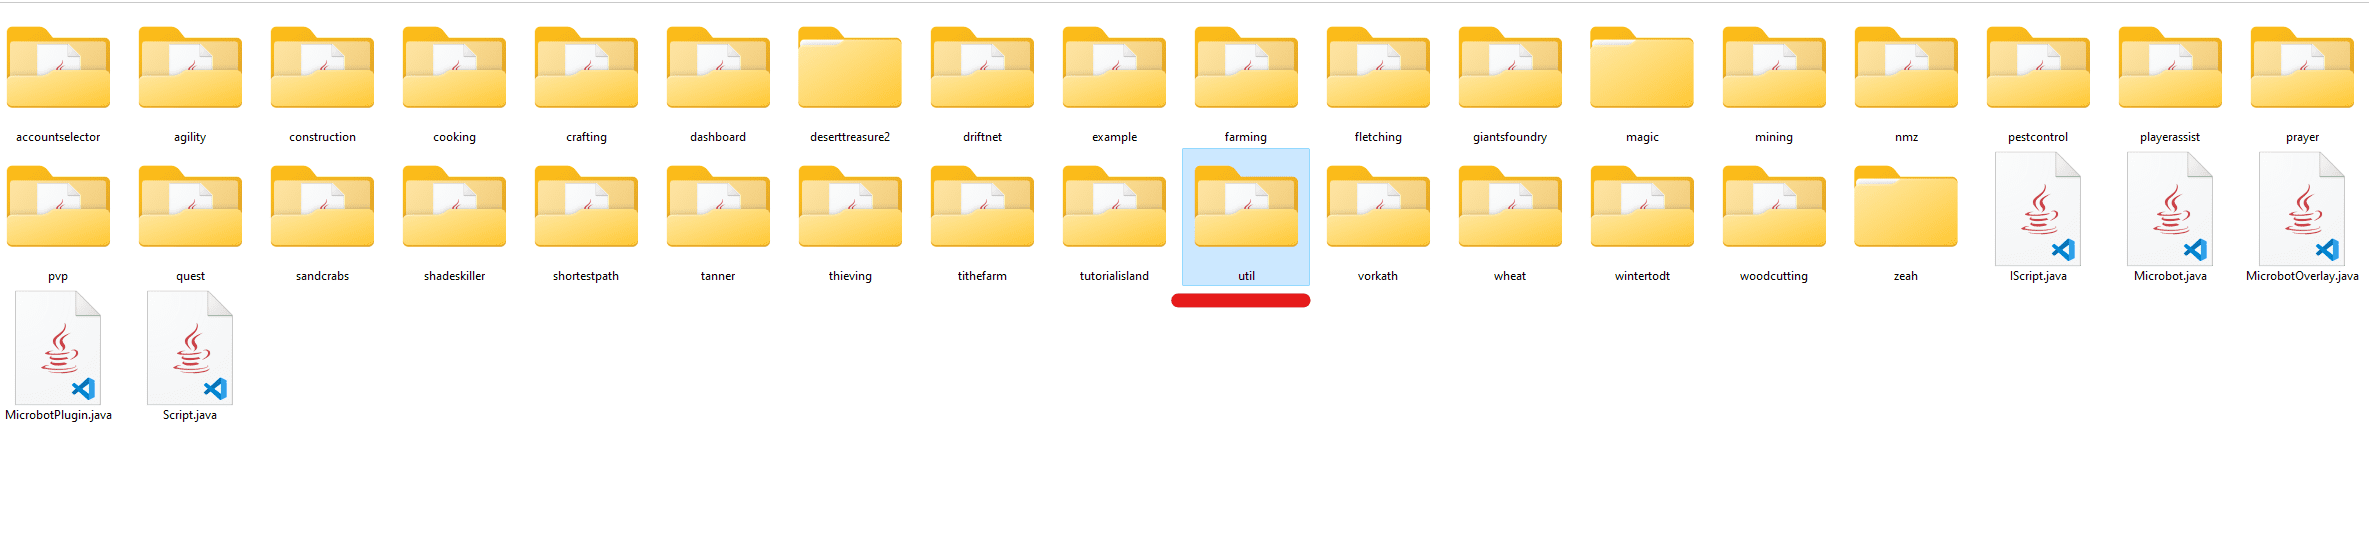 accountselector agility construction cooking crafting dashboard deserttreasure2 driftnet example farming fletching giantsfoundry magic mining nmz pestcontrol playerassist prayer
pvp quest sandcrabs shadeskiller shortestpath tanner thieving tithefarm tutorialisland util vorkath wheat wintertodt woodcutting zeah IScript.java Microbot.java MicrobotOverlay.java
MicrobotPlugin.java Script.java